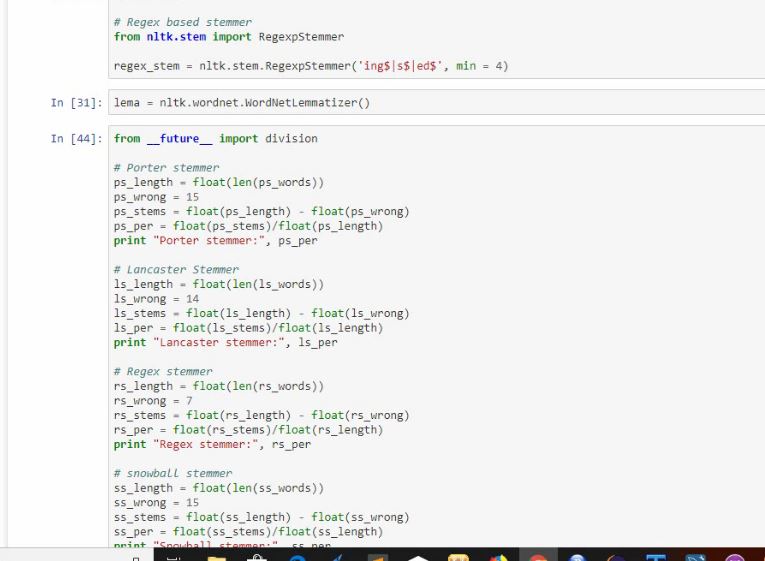 # Regex based stemmer
from nltk.stem import RegexpStemmer
regex_stem = nltk.stem.RegexpStemmer('ing$|s$|ed$', min = 4)
In [31]: lema = nltk.wordnet.WordNetLemmatizer()
In [44]: from __future__ import division
# Porter stemmer
ps_length = float(len(ps_words))
ps_wrong = 15
ps_stems = float(ps_length) - float(ps_wrong)
ps_per = float(ps_stems)/float(ps_length)
print "Porter stemmer:", ps_per
# Lancaster Stemmer
ls_length = float(len(ls_words))
ls_wrong = 14
ls_stems = float(ls_length) - float(ls_wrong)
ls_per = float(ls_stems)/float(ls_length)
print "Lancaster stemmer:", ls_per
# Regex stemmer
rs_length = float(len(rs_words))
rs_wrong = 7
rs_stems = float(rs_length) - float(rs_wrong)
rs_per = float(rs_stems)/float(rs_length)
print "Regex stemmer:", rs_per
# snowball stemmer
ss_length = float(len(ss_words))
ss_wrong = 15
ss_stems = float(ss_length) - float(ss_wrong)
ss_per = float(ss_stems)/float(ss_length)
print "Snowball stemmer:", ss_per